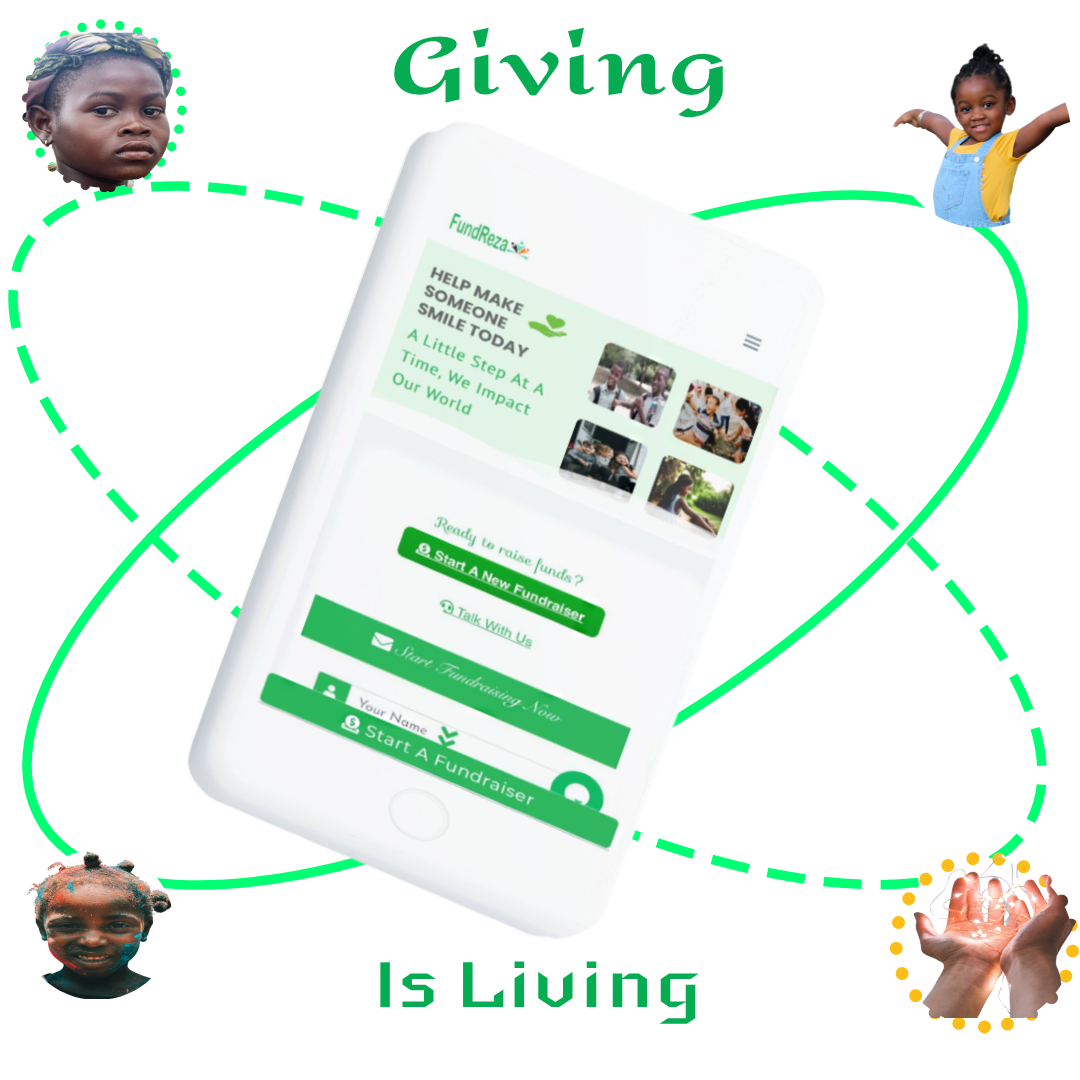 Giving
FundReza
HELP MAKE
SOMEONE
SMILE TODAY
A Little Step At A
Time, We Impact
Our World
Ready to raise funds?
Start A New Fundraiser
Talk With Us
Start Fundraising Now
Your Name
Start A Fundraiser
Is Living